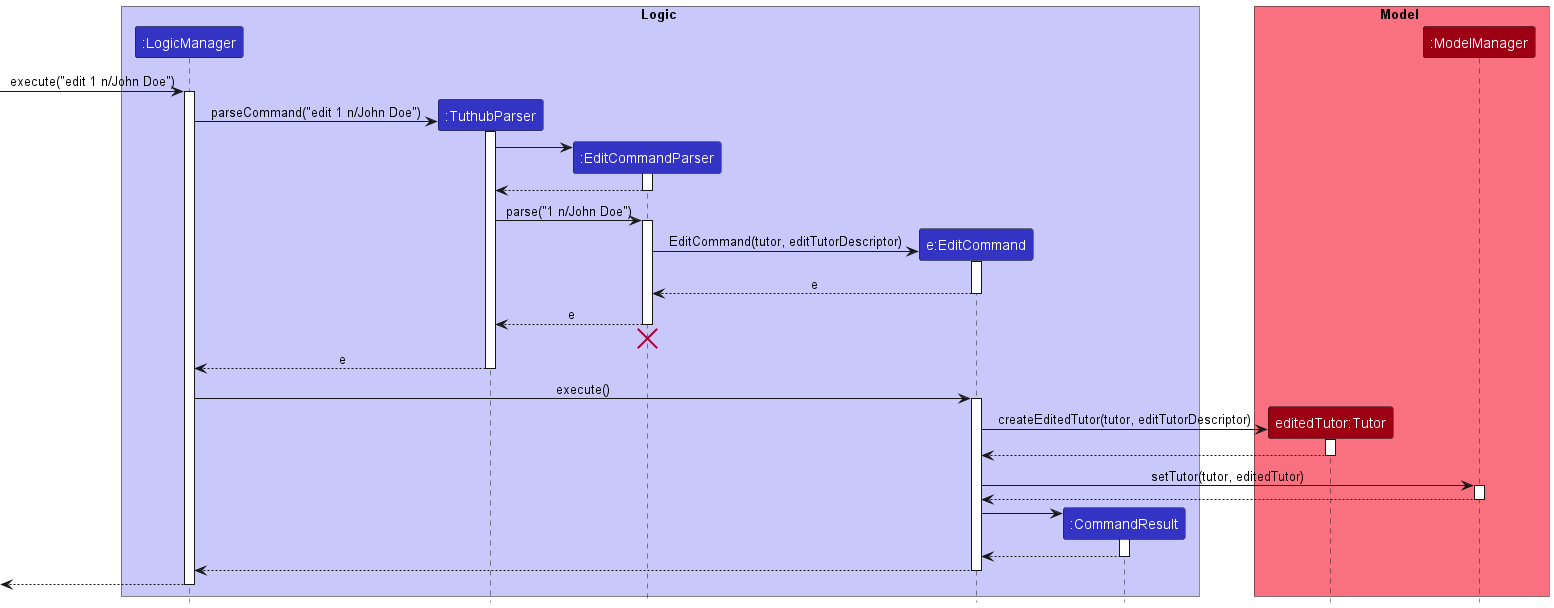 Logic
Model
:LogicManager
:ModelManager
execute("edit 1 n/John Doe")
parseCommand("edit 1 n/John Doe")
:TuthubParser
:EditCommandParser
parse("1 n/John Doe")
EditCommand(tutor, editTutorDescriptor)
e:EditCommand
e
e
e
execute()
createEditedTutor(tutor, editTutorDescriptor)
editedTutor:Tutor
setTutor(tutor, editedTutor)
:CommandResult